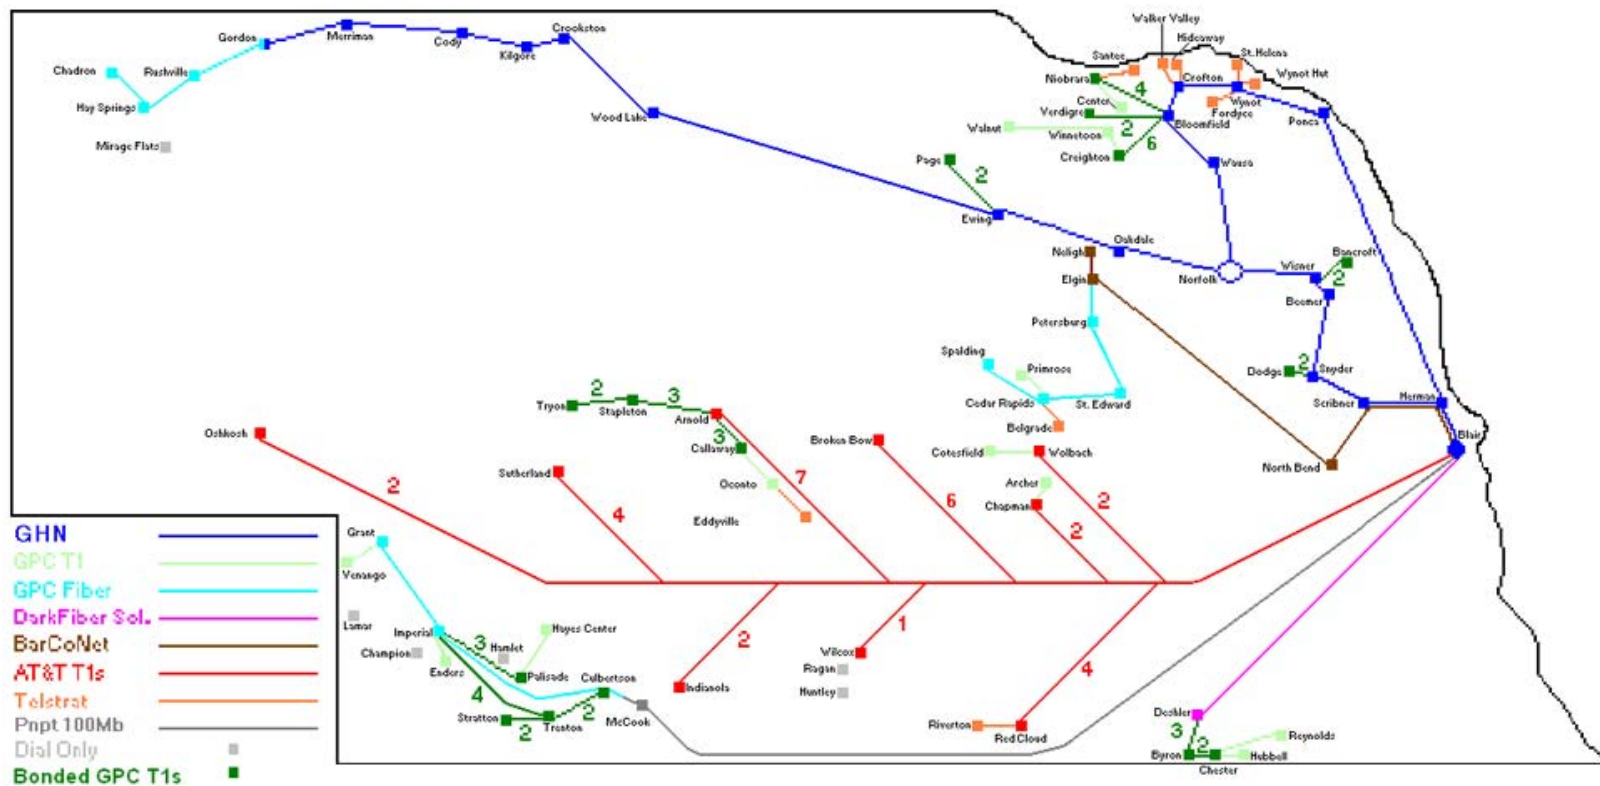 Walker Valley
Hideaway
Crookston
Gordon
Merriman
Cody
Kilgore
Santee
St. Helena
Chadron
Rushville
Niobrara
4
Crofton
Wynot Hut
Hay Springs
Center
Wynot
Fordyce
Wood Lake
Verdigre
2
Bloomfield
Ponca
Walnut
Winnetoon
6
Mirage Flats
Creighton
Page
2
Wausa
Ewing
Oakdale
Neligh
Bancroft
Wisner
2
Norfolk
Elgin
Beemer
Petersburg
Spalding
Primrose
Dodge
2
Snyder
2
3
Tryon
Stapleton
Arnold
Cedar Rapids
St. Edward
Scribner
Herman
Oshkosh
3
Belgrade
Blair
Callaway
Broken Bow
Cotesfield
Wolbach
Sutherland
7
North Bend
2
Oconto
Archer
4
6
Chapman
2
Eddyville
2
GHN
Grant
GPC T1
Venango
GPC Fiber
DarkFiber Sol.
Lamar
Imperial
3
Hayes Center
2
1
BarCoNet
Champion
Hamlet
Wilcox
AT&T T1s
Enders
Palisade
Culbertson
Ragan
4
4
Indianola
Huntley
Telstrat
2
Deshler
Pnpt 100Mb
Stratton
2
Trenton
McCook
Riverton
Red Cloud
3
Reynolds
Dial Only
2
Byron
Hubbell
Chester
Bonded GPC T1s